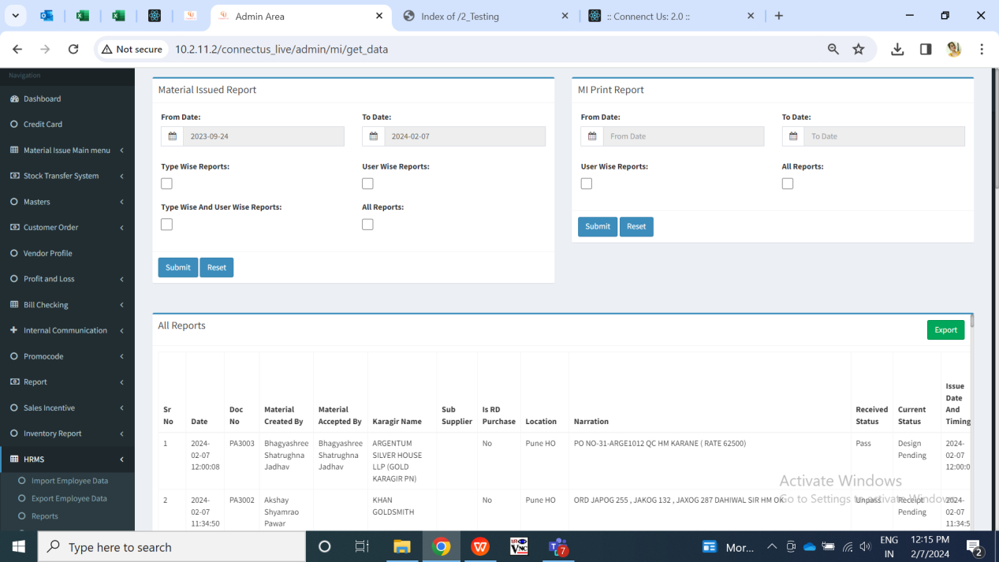 Admin Area
Index of /2_Testing
:: Connenct Us: 2.0 ::
Not secure
10.2.11.2/connectus_live/admin/mi/get_data
Navigation
Dashboard
Credit Card
Material Issue Main menu
Stock Transfer System
Masters
Customer Order
Vendor Profile
Profit and Loss
Bill Checking
Internal Communication
Promocode
Report
Sales Incentive
Inventory Report
HRMS
Import Employee Data
Export Employee Data
Reports
Material Issued Report
From Date:
To Date:
2023-09-24
2024-02-07
Type Wise Reports:
User Wise Reports:
Type Wise And User Wise Reports:
All Reports:
Submit
Reset
MI Print Report
From Date:
To Date:
From Date
To Date
User Wise Reports:
All Reports:
Submit
Reset
All Reports
Export
Sr No
Date
Doc No
Material Created By
Material Accepted By
Karagir Name
Sub Supplier
Is RD Purchase
Location
Narration
Received Status
Current Status
Issue Date And Timing
1
2024-02-07 12:00:08
PA3003
Bhagyashree Shatrughna Jadhav
Bhagyashree Shatrughna Jadhav
ARGENTUM SILVER HOUSE LLP (GOLD KARAGIR PN)
No
Pune HO
PO NO-31-ARGE1012 QC HM KARANE ( RATE 62500)
Pass
Design Pending
2024-02-07 12:00:0
2
2024-02-07 11:34:50
PA3002
Akshay Shyamrao Pawar
KHAN GOLDSMITH
No
Pune HO
ORD JAPOG 255 , JAKOG 132 , JAXOG 287 DAHIWAL SIR HM OK
Unpass
Receipt Pending
2024-02-07 11:34:5
Activate Windows
Go to Settings to activate Windows.
Type here to search
W
VNC
7
Mor...
ENG
IN
12:15 PM
2/7/2024
2